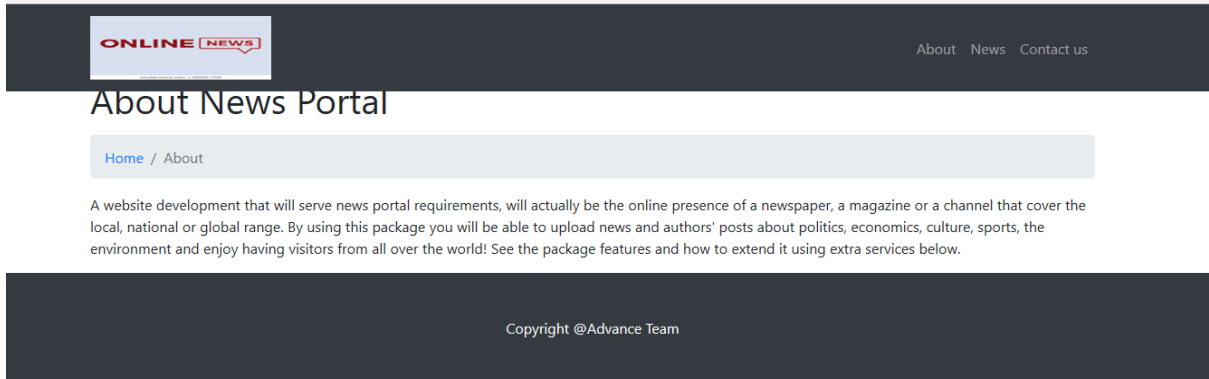 ONLINE NEWS
About News Contact us
About News Portal
Home / About
A website development that will serve news portal requirements, will actually be the online presence of a newspaper, a magazine or a channel that cover the
local, national or global range. By using this package you will be able to upload news and authors' posts about politics, economics, culture, sports, the
environment and enjoy having visitors from all over the world! See the package features and how to extend it using extra services below.
Copyright @Advance Team